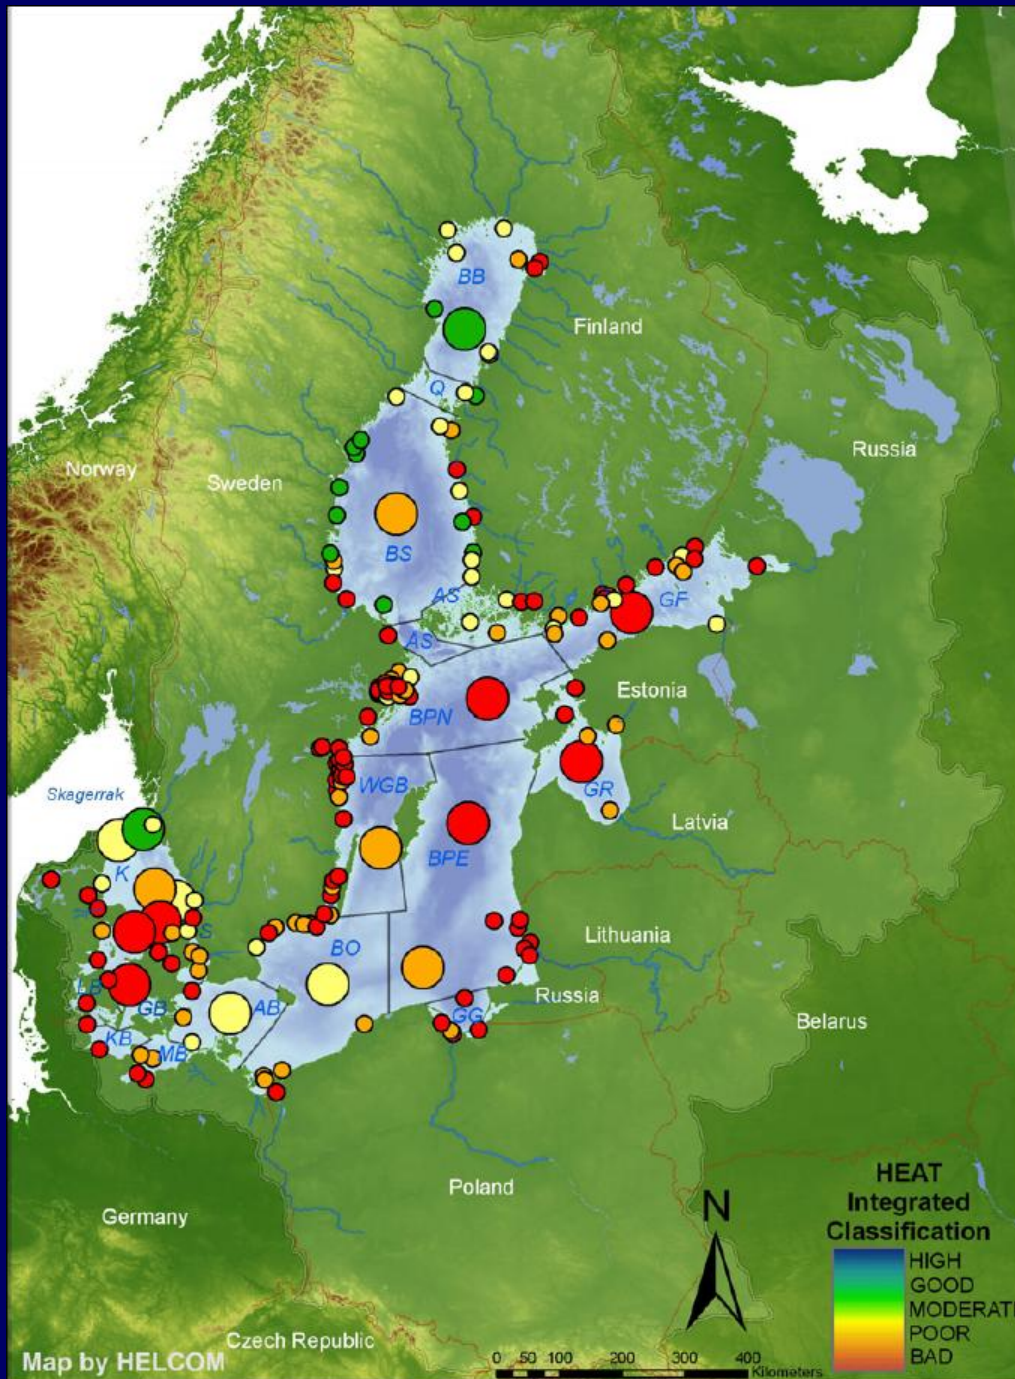 BB
Finland
Q
Russia
Norway
Sweden
BS
AS
GF
AS
Estonia
BPN
WGB
GR
Skagerrak
Latvia
BPE
K
S
Lithuania
BO
LB
Russia
GB
AB
GG
Belarus
KB
MB
Poland
HEAT
Integrated
Classification
N
Germany
HIGH
GOOD
MODERATE
POOR
BAD
Czech Republic
Map by HELCOM
0 50 100 200 300 400
Kilometers